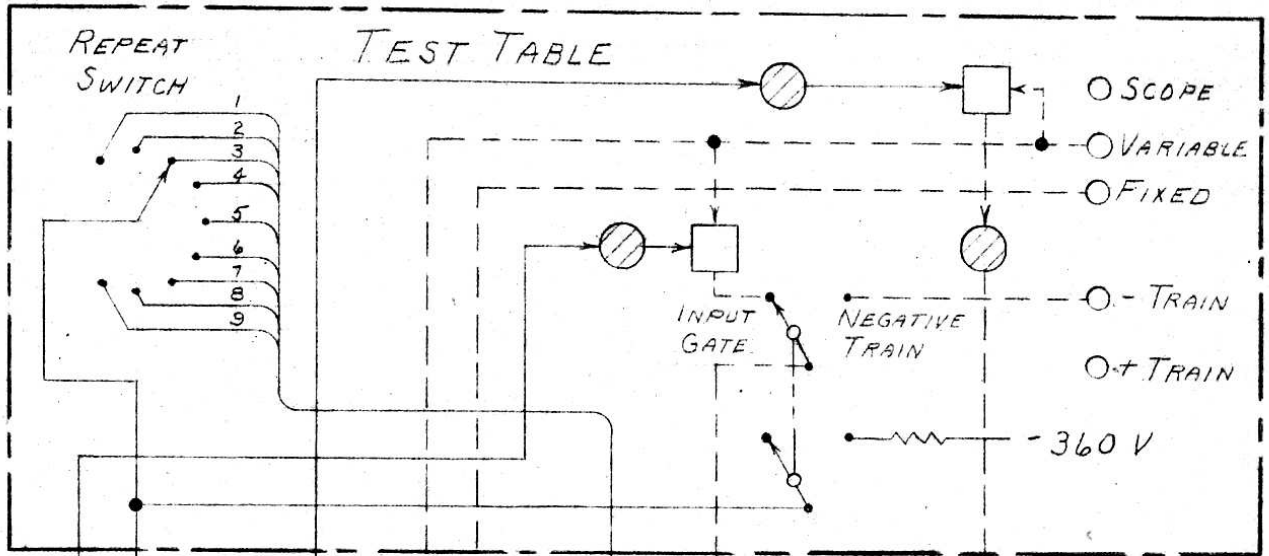 REPEAT
SWITCH
TEST TABLE
1
2
3
4
5
6
7
8
9
SCOPE
VARIABLE
FIXED
INPUT
GATE
NEGATIVE
TRAIN
- TRAIN
+ TRAIN
- 360 V